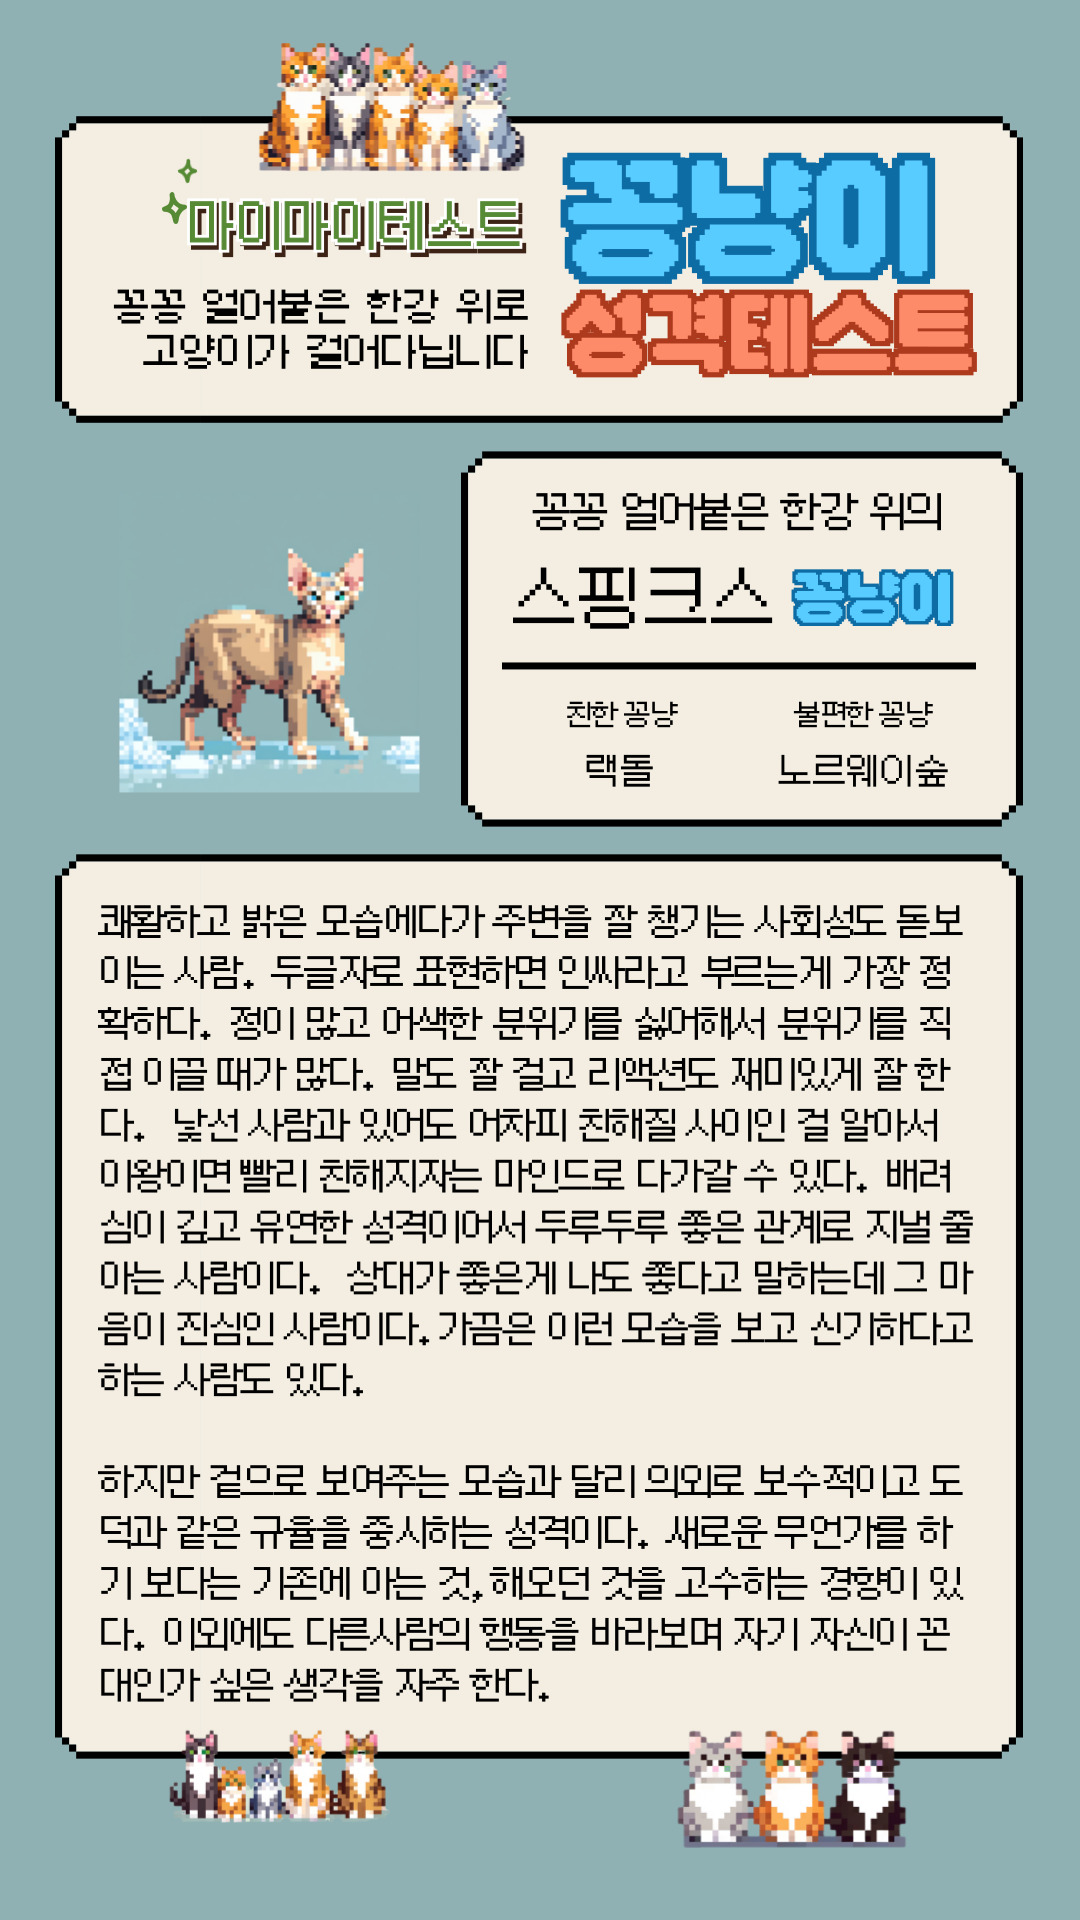 마이마이테스트
꽁꽁 얼어붙은 한강 위로
고양이가 걸어다닙니다
꽁냥이
성격테스트
꽁꽁 얼어붙은 한강 위의
스핑크스 꽁냥이
친한 꽁냥
불편한 꽁냥
랙돌
노르웨이숲
쾌활하고 밝은 모습에다가 주변을 잘 챙기는 사회성도 돋보
이는 사람. 두글자로 표현하면 인싸라고 부르는게 가장 정
확하다. 정이 많고 어색한 분위기를 싫어해서 분위기를 직
접 이끌 때가 많다. 말도 잘 걸고 리액션도 재미있게 잘 한
다. 낯선 사람과 있어도 어차피 친해질 사이인 걸 알아서
이왕이면 빨리 친해지자는 마인드로 다가갈 수 있다. 배려
심이 깊고 유연한 성격이어서 두루두루 좋은 관계로 지낼 줄
아는 사람이다. 상대가 좋은게 나도 좋다고 말하는데 그 마
음이 진심인 사람이다. 가끔은 이런 모습을 보고 신기하다고
하는 사람도 있다.
하지만 겉으로 보여주는 모습과 달리 의외로 보수적이고 도
덕과 같은 규율을 중시하는 성격이다. 새로운 무언가를 하
기 보다는 기존에 아는 것, 해오던 것을 고수하는 경향이 있
다. 이외에도 다른사람의 행동을 바라보며 자기 자신이 꼰
대인가 싶은 생각을 자주 한다.